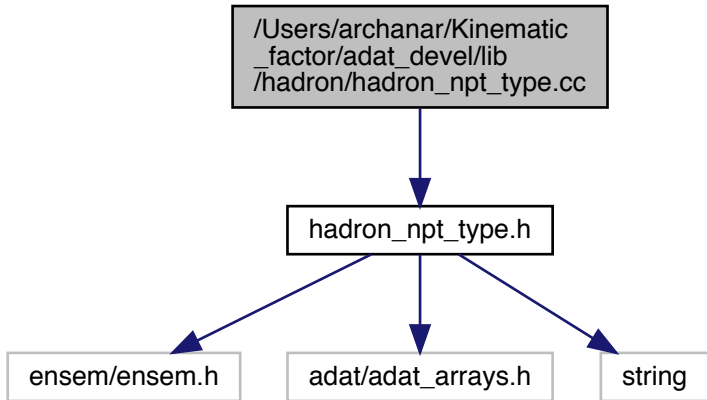 /Users/archanar/Kinematic
_factor/adat_devel/lib
/hadron/hadron_npt_type.cc
hadron_npt_type.h
ensem/ensem.h
adat/adat_arrays.h
string